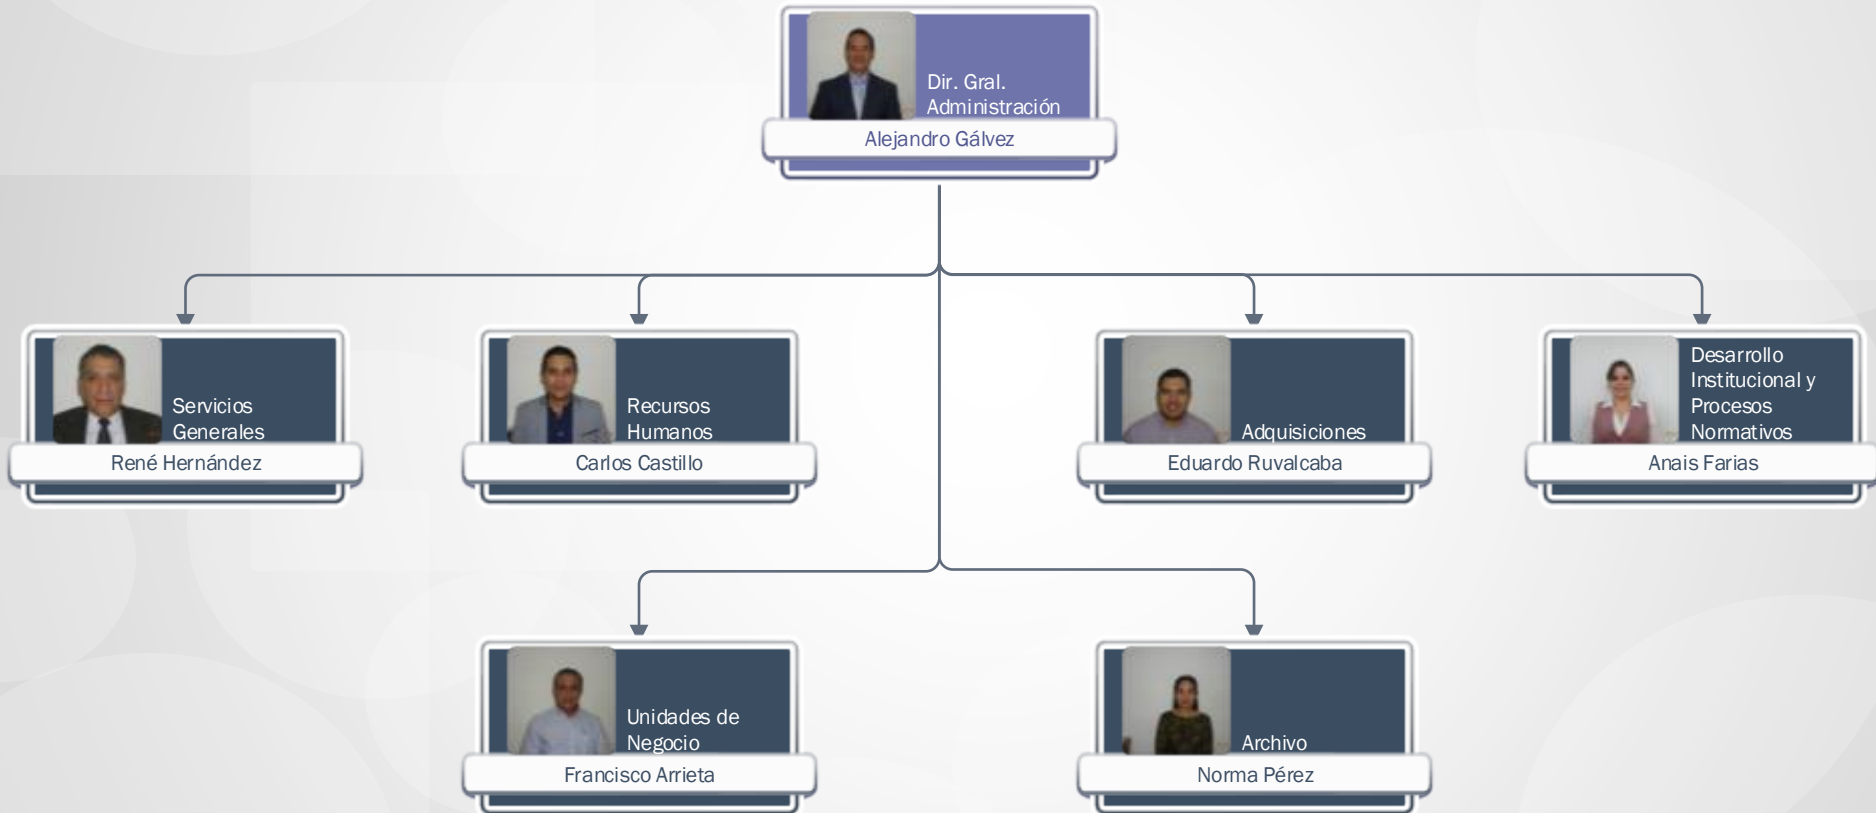 Dir. Gral.
Administración
Alejandro Gálvez
Servicios
Generales
René Hernández
Recursos
Humanos
Carlos Castillo
Adquisiciones
Eduardo Ruvalcaba
Desarrollo
Institucional y
Procesos
Normativos
Anais Farias
Unidades de
Negocio
Francisco Arrieta
Archivo
Norma Pérez